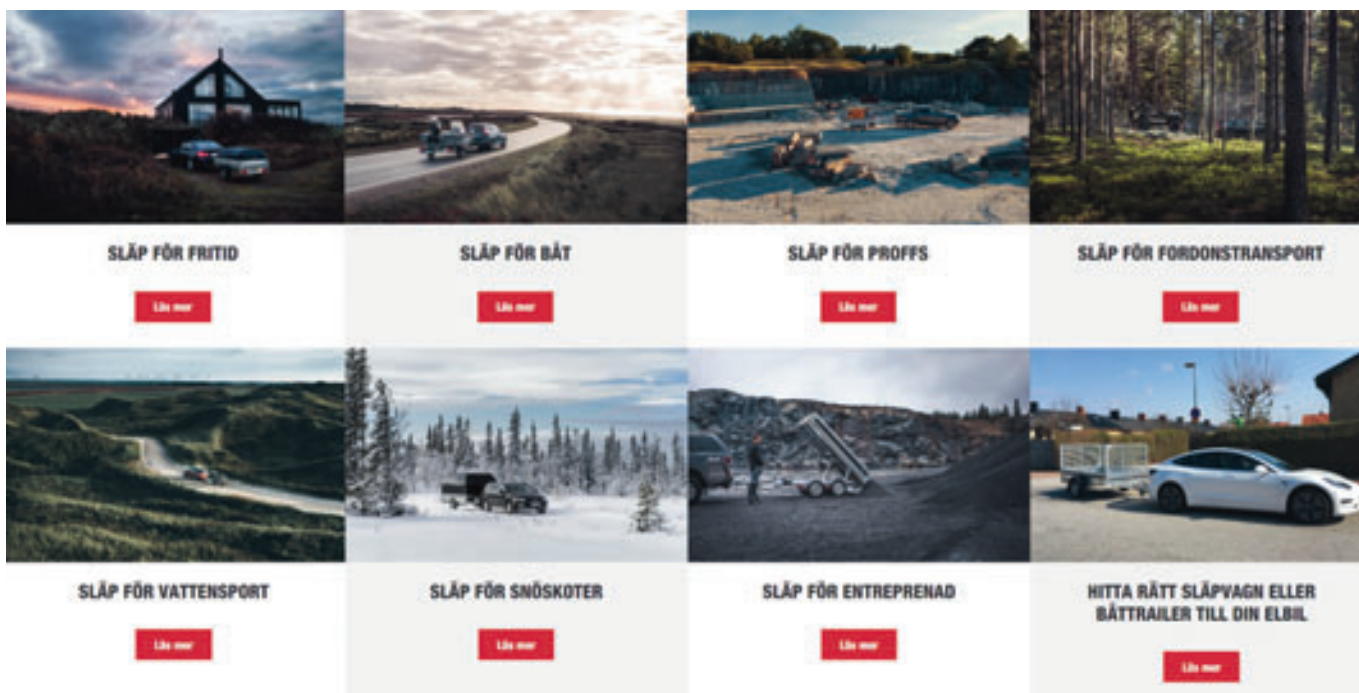 SLÄP FÖR FRITID
Läs mer
SLÄP FÖR BÅT
Läs mer
SLÄP FÖR PROFFS
Läs mer
SLÄP FÖR FORDONSTRANSPORT
Läs mer
SLÄP FÖR VATTENSPORT
Läs mer
SLÄP FÖR SNÖSKOTER
Läs mer
SLÄP FÖR ENTREPRENAD
Läs mer
HITTA RÄTT SLÄPVAGN ELLER
BÅTTRAILER TILL DIN ELBIL
Läs mer